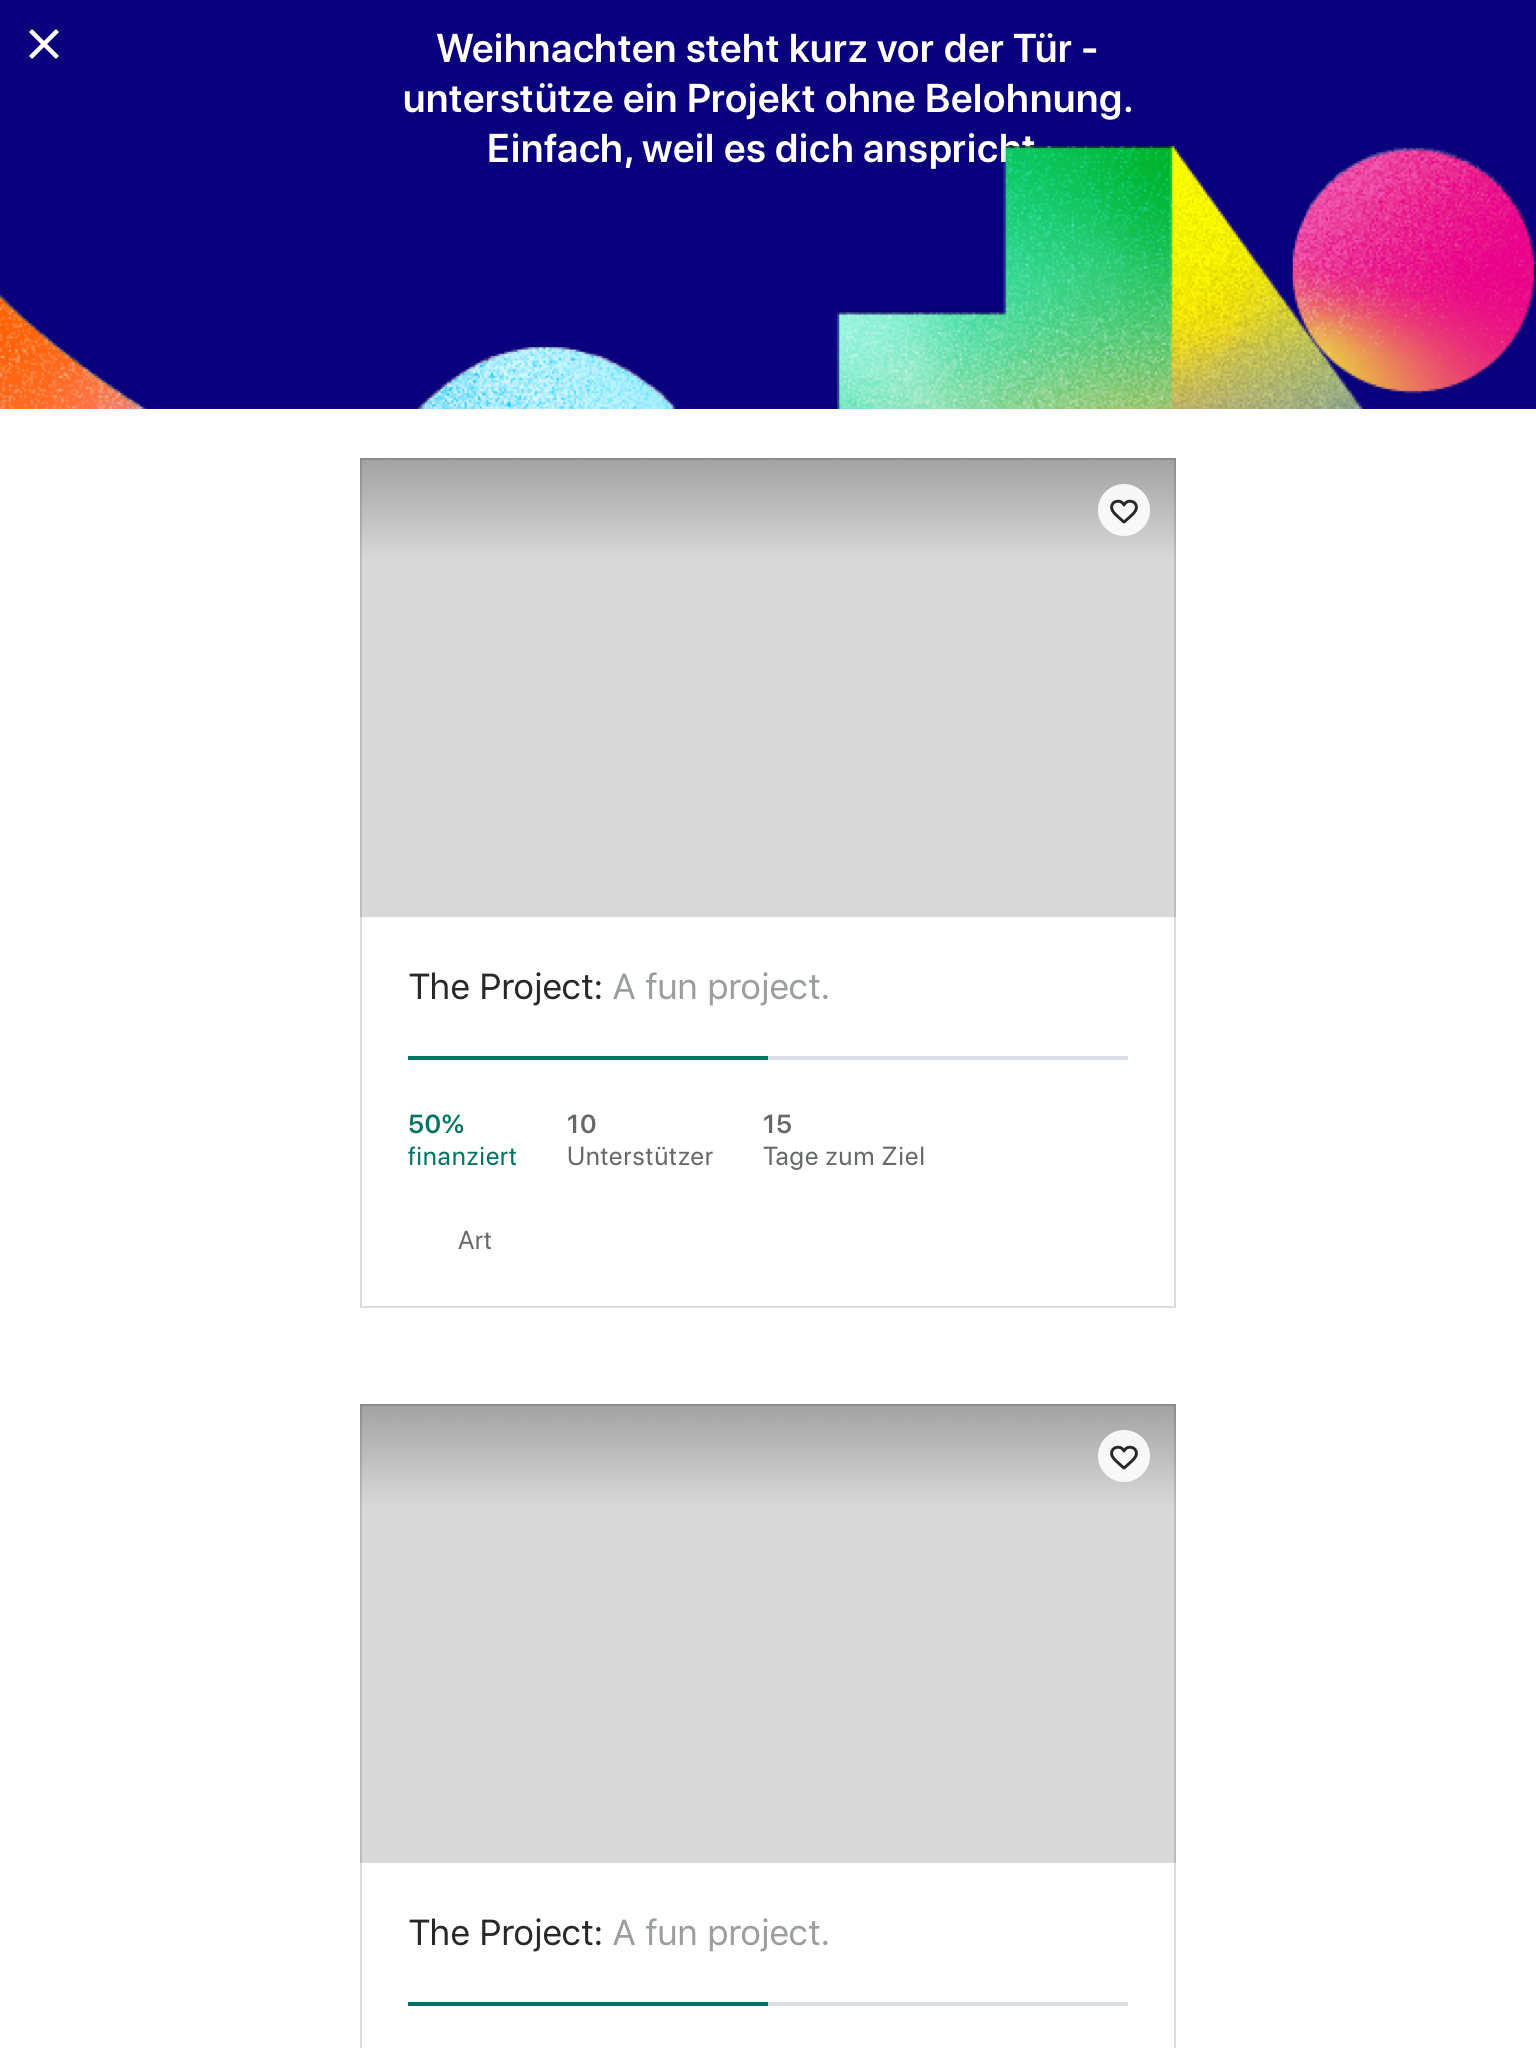 Weihnachten steht kurz vor der Tür -
unterstütze ein Projekt ohne Belohnung.
Einfach, weil es dich anspricht
The Project: A fun project.
50%
finanziert
10
Unterstützer
15
Tage zum Ziel
Art
The Project: A fun project.